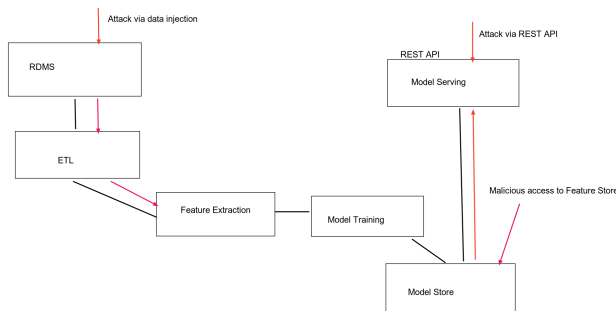 Attack via data injection
Attack via REST API
REST API
RDMS
Model Serving
ETL
Malicious access to Feature Store
Feature Extraction
Model Training
Model Store